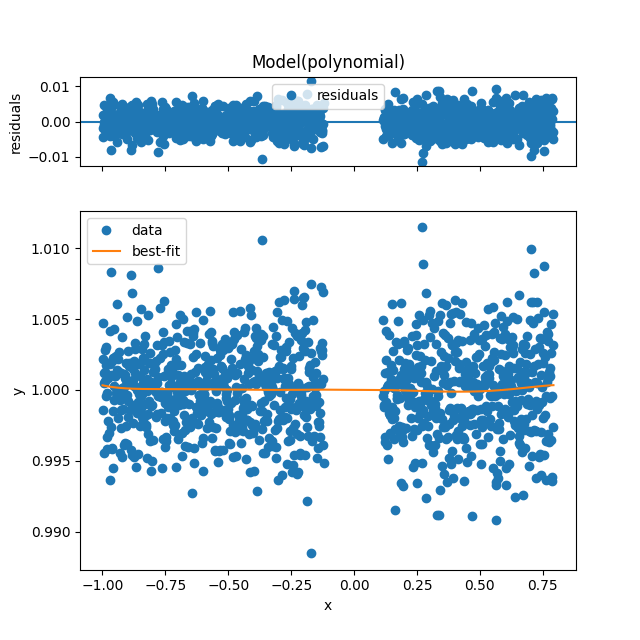 Model(polynomial)
0.01
0.00
−0.01
residuals
residuals
data
best-fit
1.010
1.005
1.000
0.995
0.990
y
−1.00 −0.75 −0.50 −0.25 0.00 0.25 0.50 0.75
x